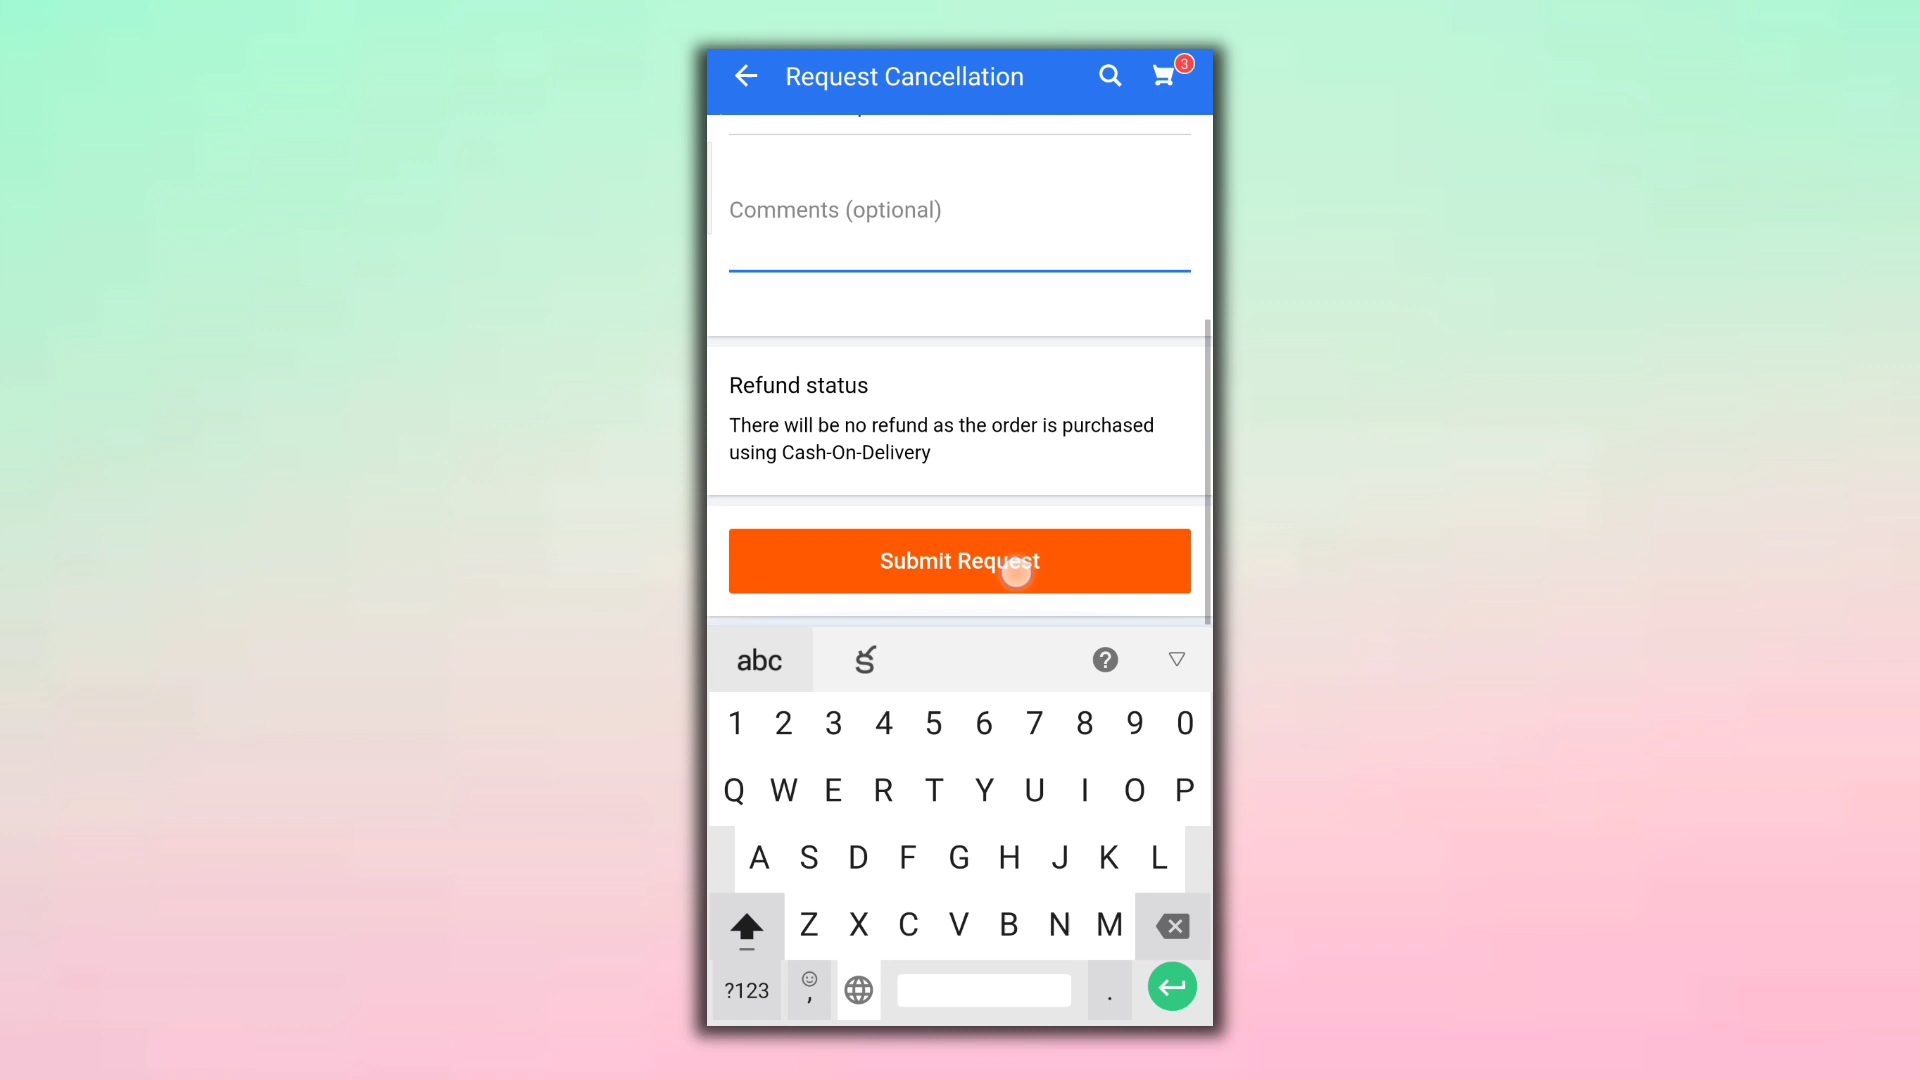 Request Cancellation
3
Comments (optional)
Refund status
There will be no refund as the order is purchased
using Cash-On-Delivery
Submit Request
abc క
1 2 3 4 5 6 7 8 9 0
Q W E R T Y U I O P
A S D F G H J K L
Z X C V B N M
?123 , .